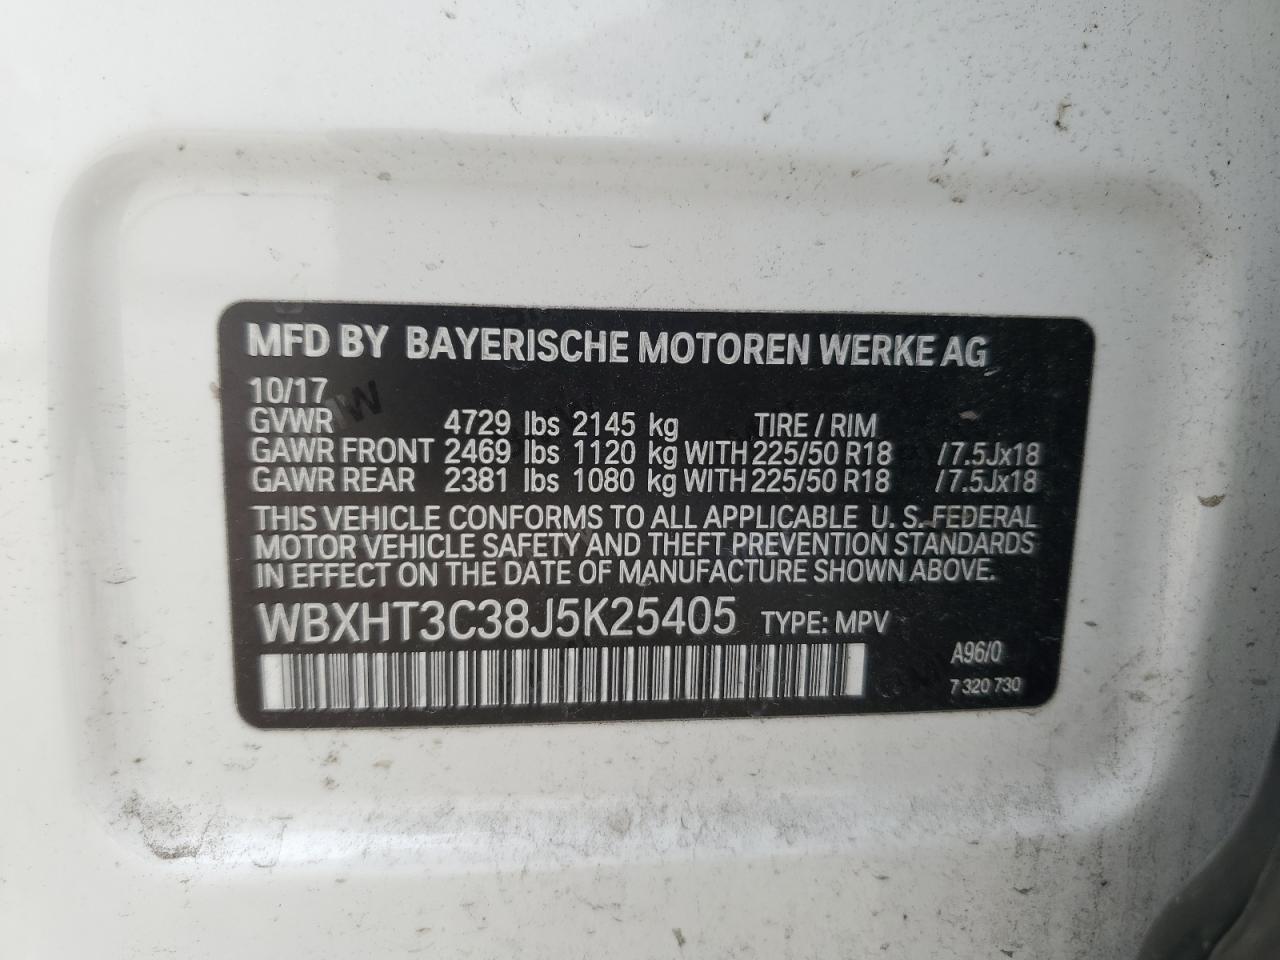 MFD BY BAYERISCHE MOTOREN WERKE AG
10/17
GVWR 4729 lbs 2145 kg TIRE / RIM
GAWR FRONT 2469 lbs 1120 kg WITH 225/50 R18 / 7.5Jx18
GAWR REAR 2381 lbs 1080 kg WITH 225/50 R18 / 7.5Jx18
THIS VEHICLE CONFORMS TO ALL APPLICABLE U. S. FEDERAL
MOTOR VEHICLE SAFETY AND THEFT PREVENTION STANDARDS
IN EFFECT ON THE DATE OF MANUFACTURE SHOWN ABOVE.
WBXHT3C38J5K25405 TYPE: MPV
A96/0
7 320 730